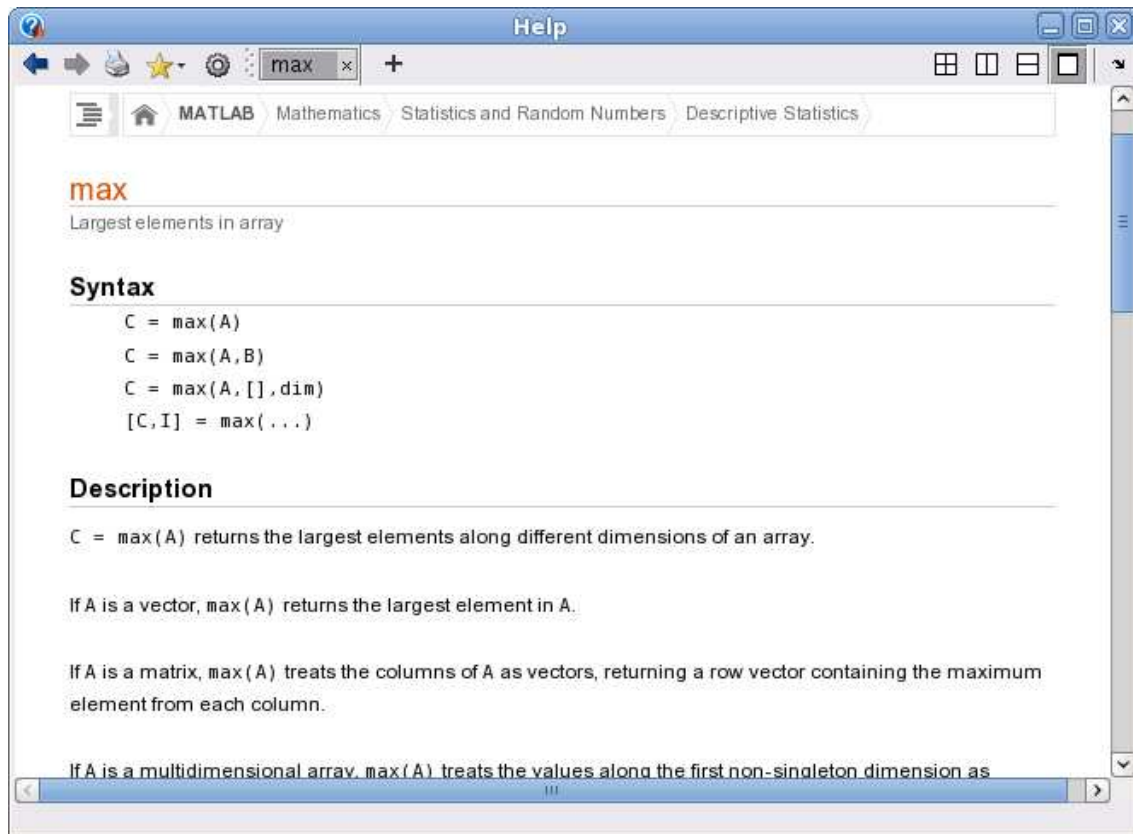 Help
max
MATLAB Mathematics Statistics and Random Numbers Descriptive Statistics
max
Largest elements in array
Syntax
C = max(A)
C = max(A,B)
C = max(A,[],dim)
[C,I] = max(...)
Description
C = max(A) returns the largest elements along different dimensions of an array.
If A is a vector, max(A) returns the largest element in A.
If A is a matrix, max(A) treats the columns of A as vectors, returning a row vector containing the maximum
element from each column.
If A is a multidimensional array, max(A) treats the values along the first non-singleton dimension as